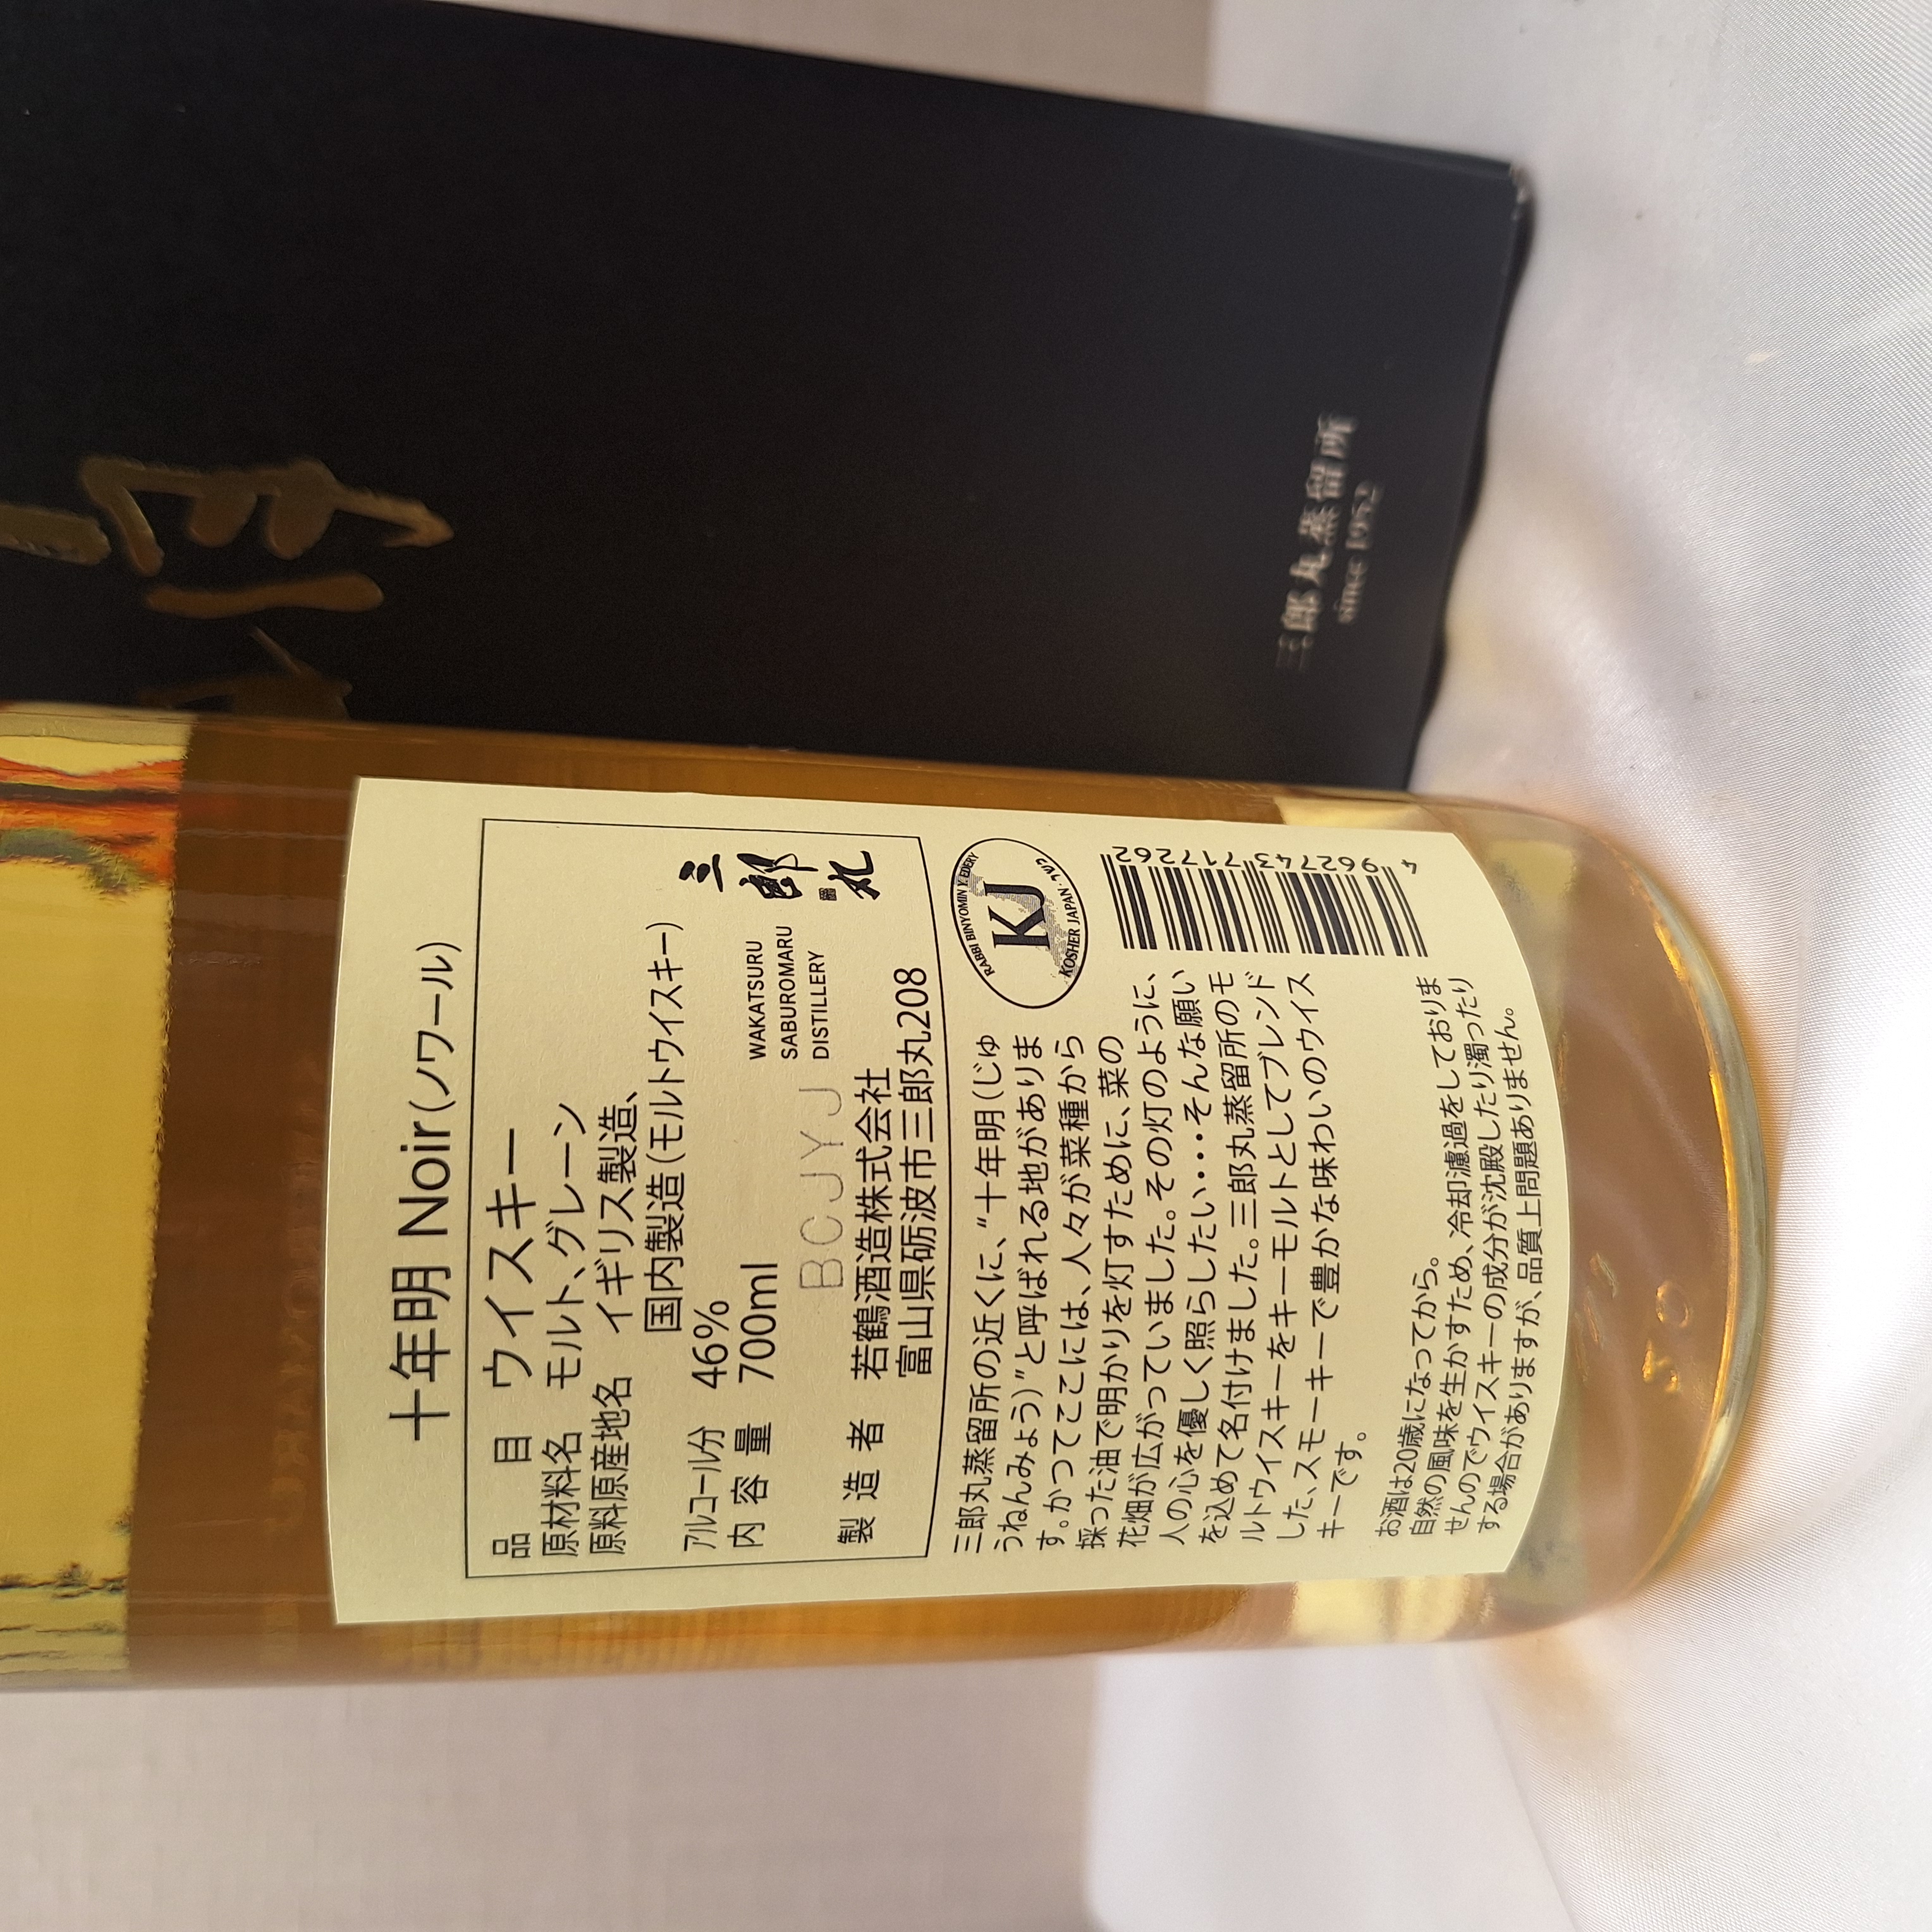 十年明 Noir（ノワール）
品目 ウイスキー
原材料名 モルト、グレーン
原料原産地名 イギリス製造、
国内製造（モルトウイスキー）
アルコール分 46%
内容量 700ml
WAKATSURU
SABUROMARU
DISTILLERY
三郎丸
BCJYJ
製造者 若鶴酒造株式会社
富山県砺波市三郎丸208
三郎丸蒸留所の近くに、“十年明（じゅ
うねんみょう）”と呼ばれる地がありま
す。かつてここには、人々が菜種から
採った油で明かりを灯すために、菜の
花畑が広がっていました。その灯のように、
人の心を優しく照らしたい・・・そんな願い
を込めて名付けました。三郎丸蒸留所のモ
ルトウイスキーをキーモルトとしてブレンド
した、スモーキーで豊かな味わいのウイス
キーです。
RABBI BINYOMIN Y. EDERY
KJ
KOSHER JAPAN・コシェル
4962743717262
お酒は20歳になってから。
自然の風味を生かすため、冷却濾過をしておりま
せんのでウイスキーの成分が沈殿したり濁ったり
する場合がありますが、品質上問題ありません。
三郎丸蒸留所
since 1952